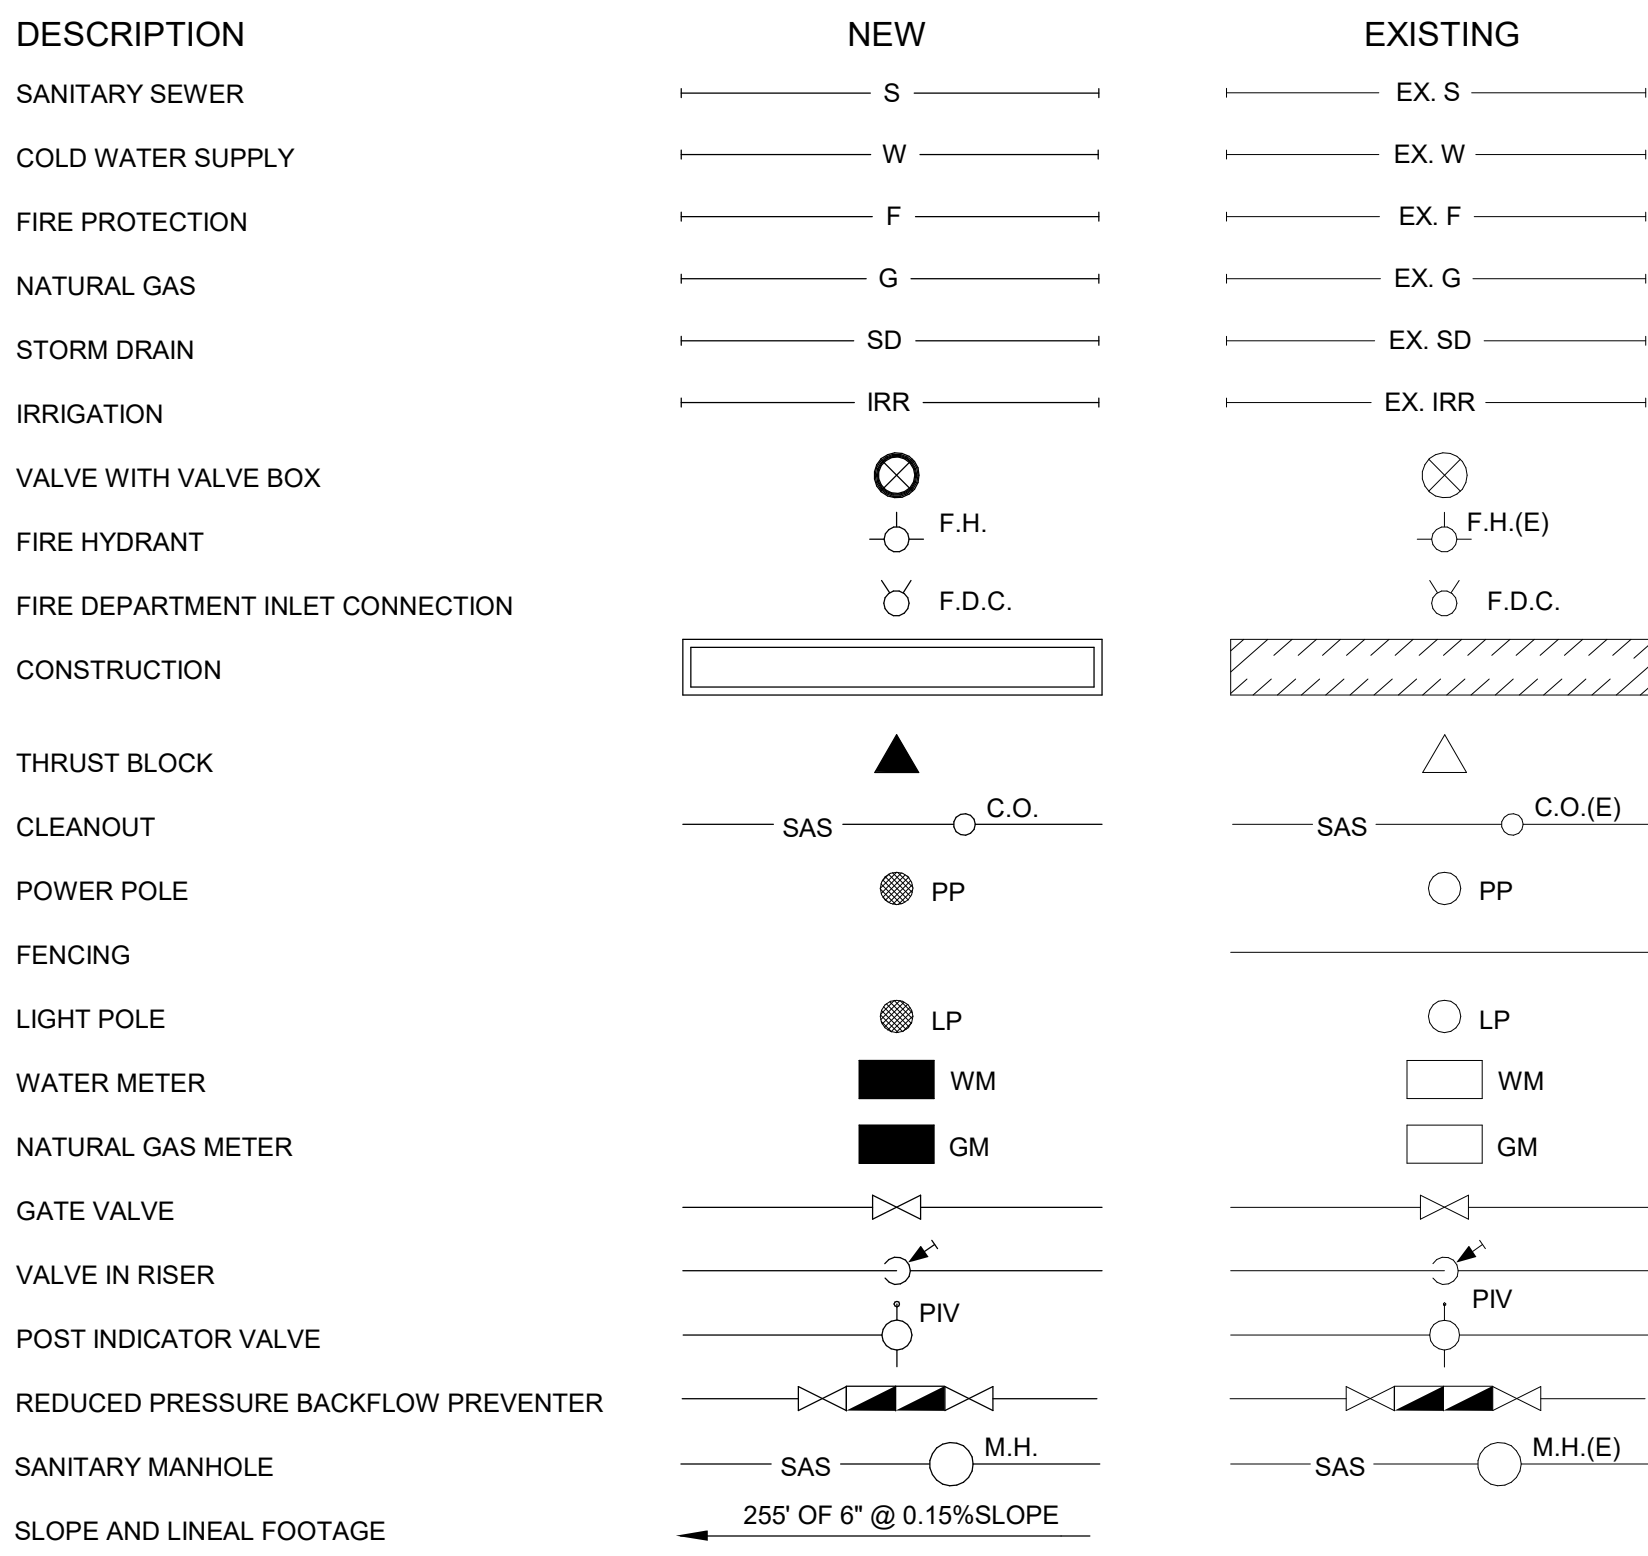 DESCRIPTION NEW EXISTING
SANITARY SEWER S EX. S
COLD WATER SUPPLY W EX. W
FIRE PROTECTION F EX. F
NATURAL GAS G EX. G
STORM DRAIN SD EX. SD
IRRIGATION IRR EX. IRR
VALVE WITH VALVE BOX
FIRE HYDRANT F.H. F.H.(E)
FIRE DEPARTMENT INLET CONNECTION F.D.C. F.D.C.
CONSTRUCTION
THRUST BLOCK
CLEANOUT SAS C.O. SAS C.O.(E)
POWER POLE PP PP
FENCING
LIGHT POLE LP LP
WATER METER WM WM
NATURAL GAS METER GM GM
GATE VALVE
VALVE IN RISER
POST INDICATOR VALVE PIV PIV
REDUCED PRESSURE BACKFLOW PREVENTER
SANITARY MANHOLE SAS M.H. SAS M.H.(E)
SLOPE AND LINEAL FOOTAGE 255' OF 6" @ 0.15%SLOPE